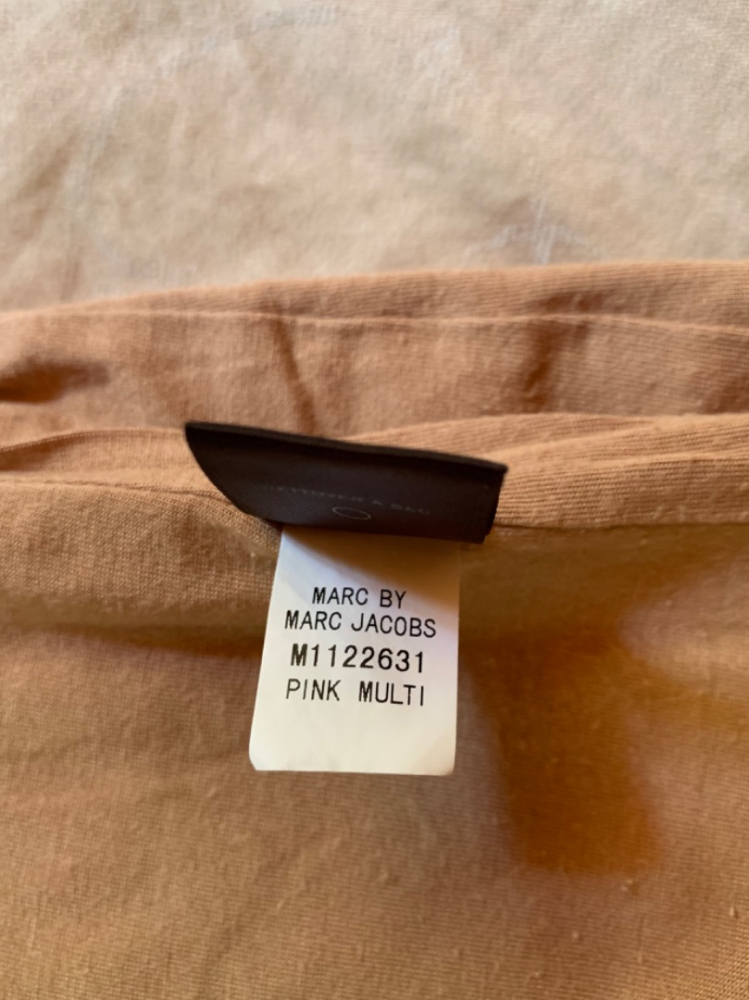 MARC BY
MARC JACOBS
M1122631
PINK MULTI